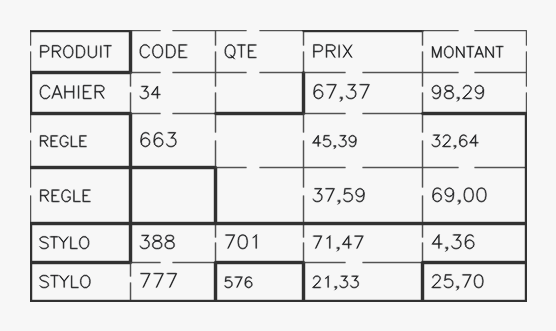 PRODUIT CODE QTE PRIX MONTANT
CAHIER 34 67,37 98,29
REGLE 663 45,39 32,64
REGLE 37,59 69,00
STYLO 388 701 71,47 4,36
STYLO 777 576 21,33 25,70